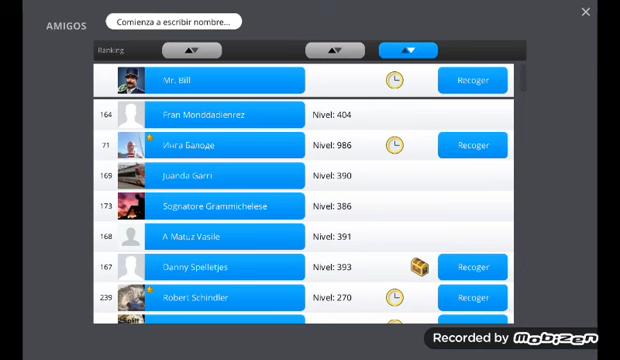 AMIGOS
Comienza a escribir nombre...
Ranking
Mr. Bill
Recoger
164 Fran Monddadienrez Nivel: 404
71 Инга Балоде Nivel: 986 Recoger
169 Juanda Garri Nivel: 390
173 Sognatore Grammichelese Nivel: 386
168 A Matuz Vasile Nivel: 391
167 Danny Spelletjes Nivel: 393 Recoger
239 Robert Schindler Nivel: 270 Recoger
Recorded by MOBIZEN